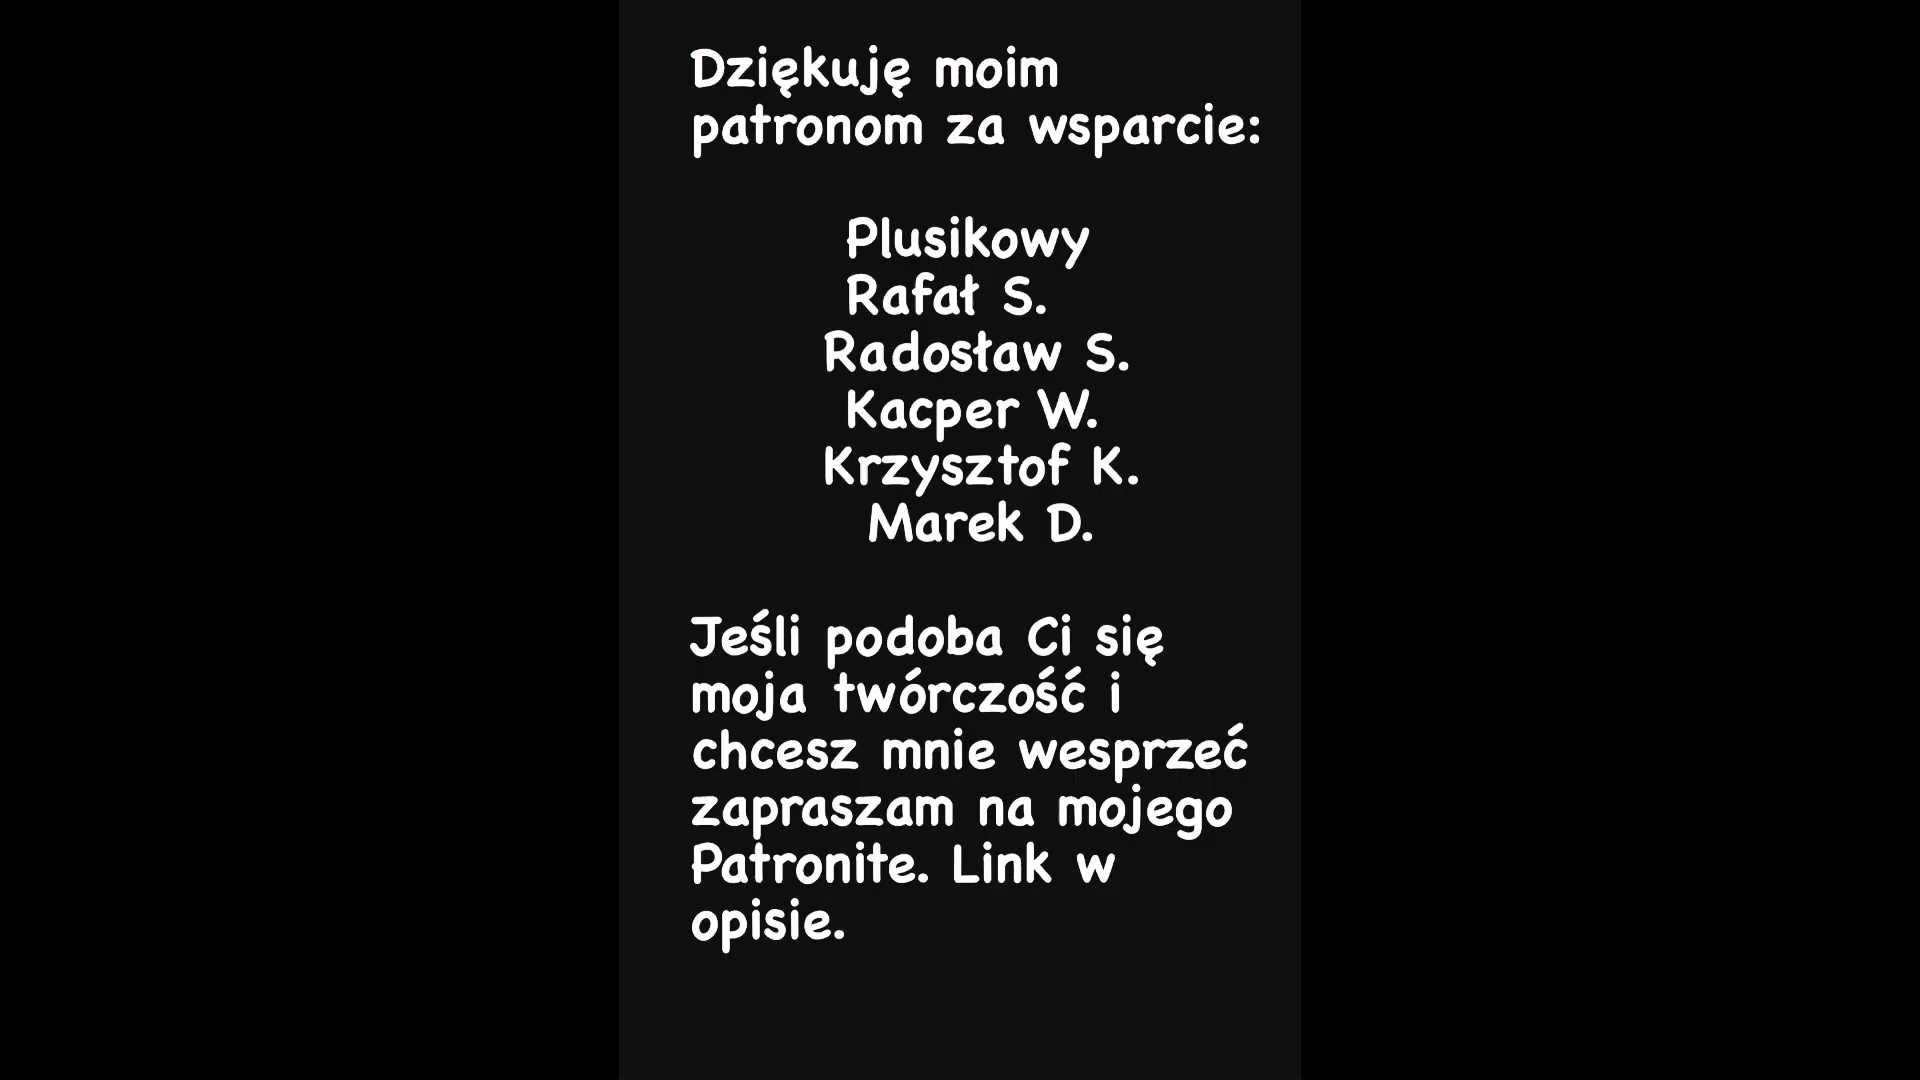 Dziękuję moim
patronom za wsparcie:
Plusikowy
Rafał S.
Radosław S.
Kacper W.
Krzysztof K.
Marek D.
Jeśli podoba Ci się
moja twórczość i
chcesz mnie wesprzeć
zapraszam na mojego
Patronite. Link w
opisie.